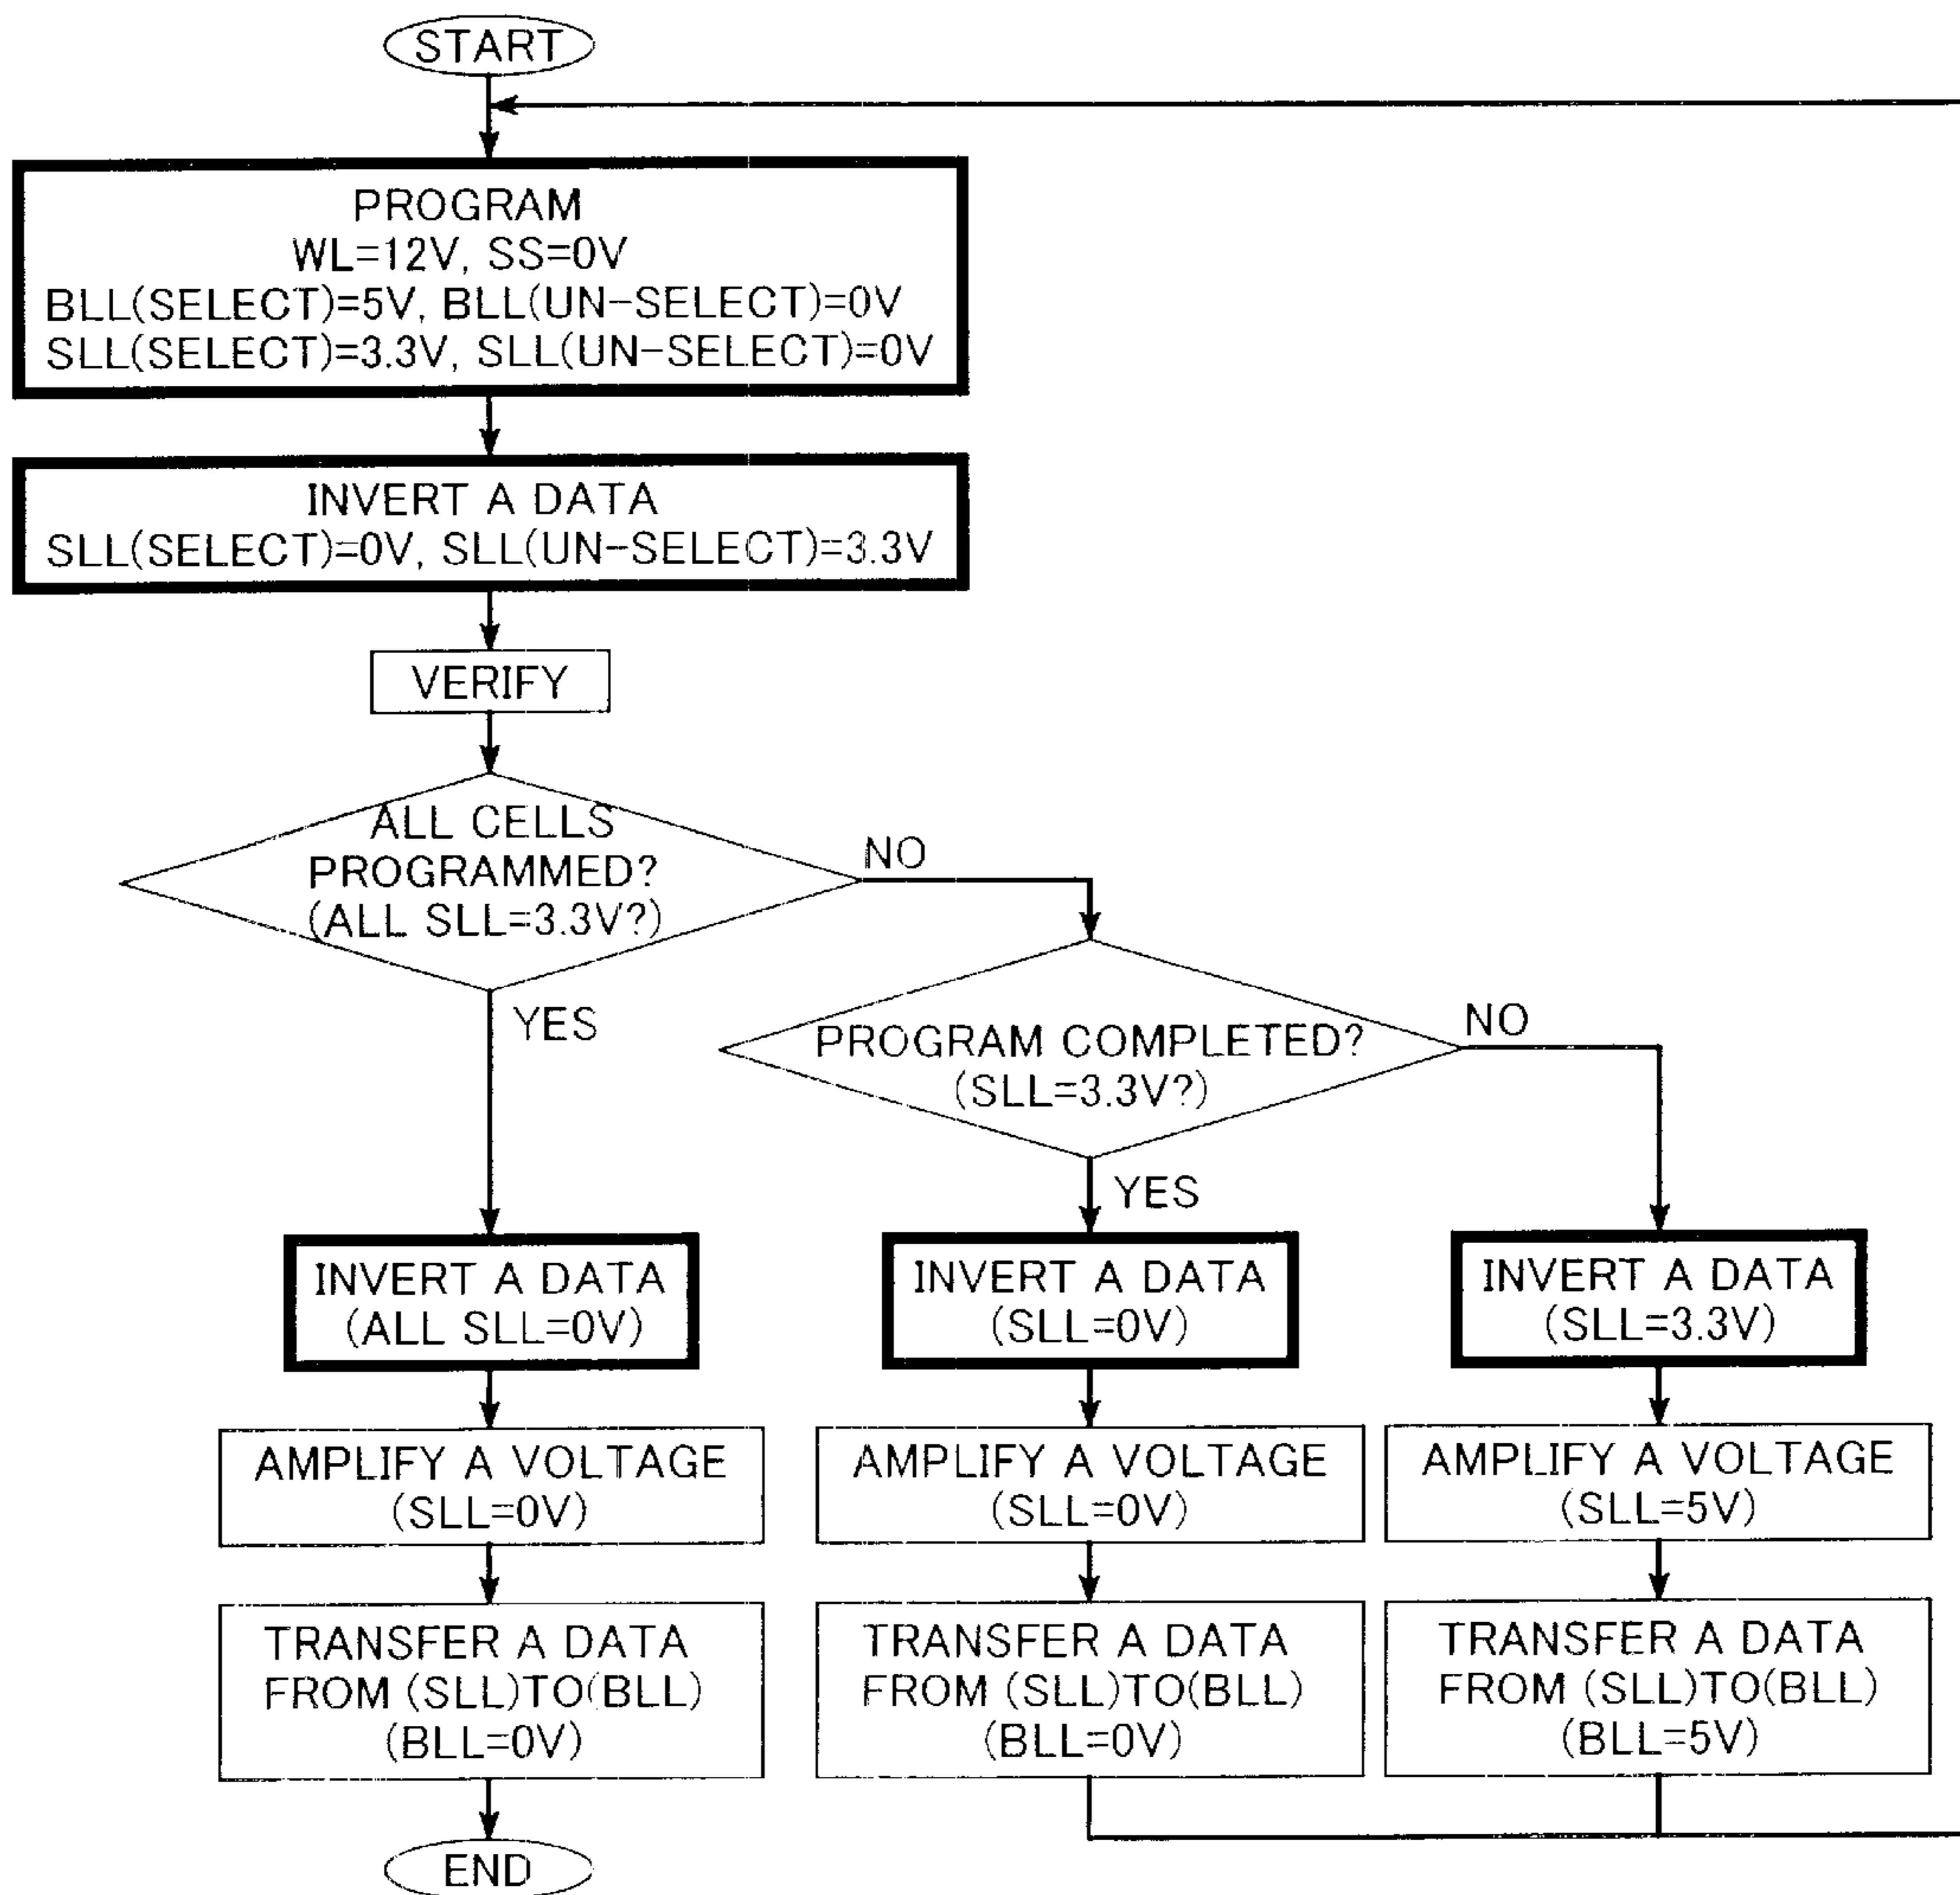 START
PROGRAM
WL=12V, SS=0V
BLL(SELECT)=5V, BLL(UN-SELECT)=0V
SLL(SELECT)=3.3V, SLL(UN-SELECT)=0V
INVERT A DATA
SLL(SELECT)=0V, SLL(UN-SELECT)=3.3V
VERIFY
ALL CELLS
PROGRAMMED?
(ALL SLL=3.3V?)
NO
YES
PROGRAM COMPLETED?
(SLL=3.3V?)
NO
YES
INVERT A DATA
(ALL SLL=0V)
AMPLIFY A VOLTAGE
(SLL=0V)
TRANSFER A DATA
FROM (SLL)TO(BLL)
(BLL=0V)
END
INVERT A DATA
(SLL=0V)
AMPLIFY A VOLTAGE
(SLL=0V)
TRANSFER A DATA
FROM (SLL)TO(BLL)
(BLL=0V)
INVERT A DATA
(SLL=3.3V)
AMPLIFY A VOLTAGE
(SLL=5V)
TRANSFER A DATA
FROM (SLL)TO(BLL)
(BLL=5V)